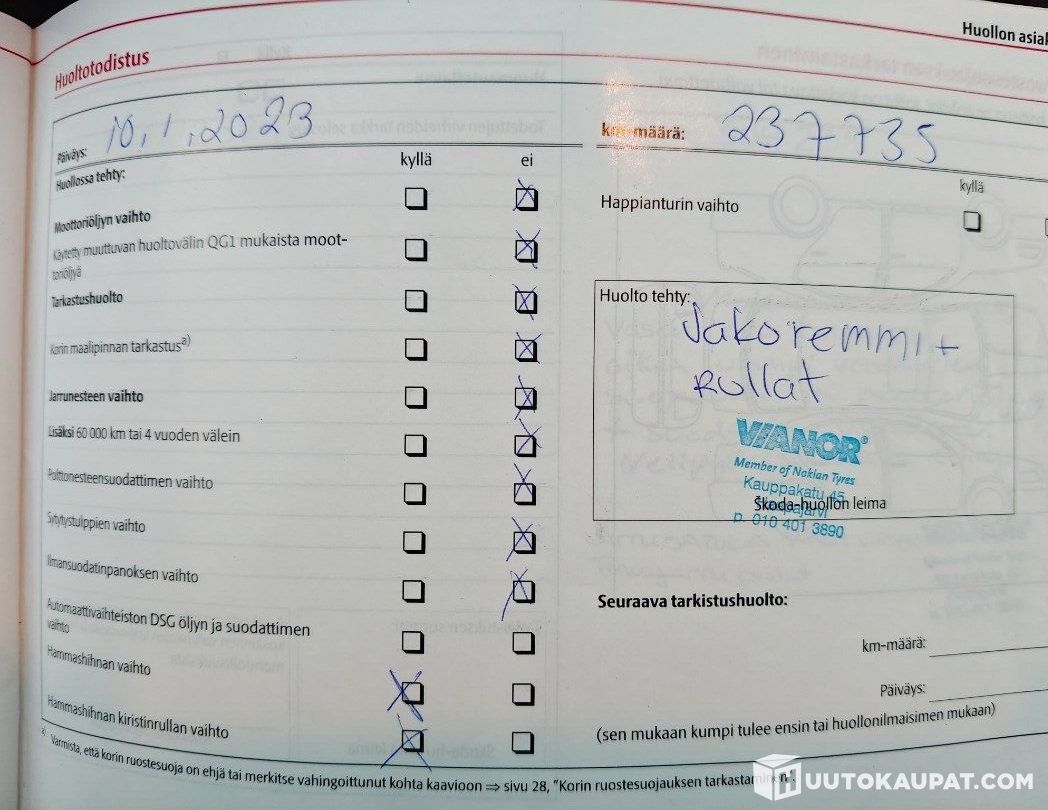 Huollon asiak
Huoltotodistus
Päiväys: 10.1.2023
km-määrä: 237735
kyllä ei
Huollossa tehty:
Moottoriöljyn vaihto
Käytetty muuttuvan huoltovälin QG1 mukaista moot-
toriöljyä
Tarkastushuolto
Korin maalipinnan tarkastus a)
Jarrunesteen vaihto
Lisäksi 60 000 km tai 4 vuoden välein
Polttonesteensuodattimen vaihto
Sytytystulppien vaihto
Ilmansuodatinpanoksen vaihto
Automaattivaihteiston DSG öljyn ja suodattimen
vaihto
Hammashihnan vaihto
Hammashihnan kiristinrullan vaihto
kyllä
Happianturin vaihto
Huolto tehty:
Jakoremmi +
Rullat
VIANOR
Member of Nokian Tyres
Kauppakatu 45
Škoda-huollon leima
p. 010 401 3890
Seuraava tarkistushuolto:
km-määrä:
Päiväys:
(sen mukaan kumpi tulee ensin tai huollonilmaisimen mukaan)
a) Varmista, että korin ruostesuoja on ehjä tai merkitse vahingoittunut kohta kaavioon ⇒ sivu 28, "Korin ruostesuojauksen tarkastaminen".
HUUTOKAUPAT.COM